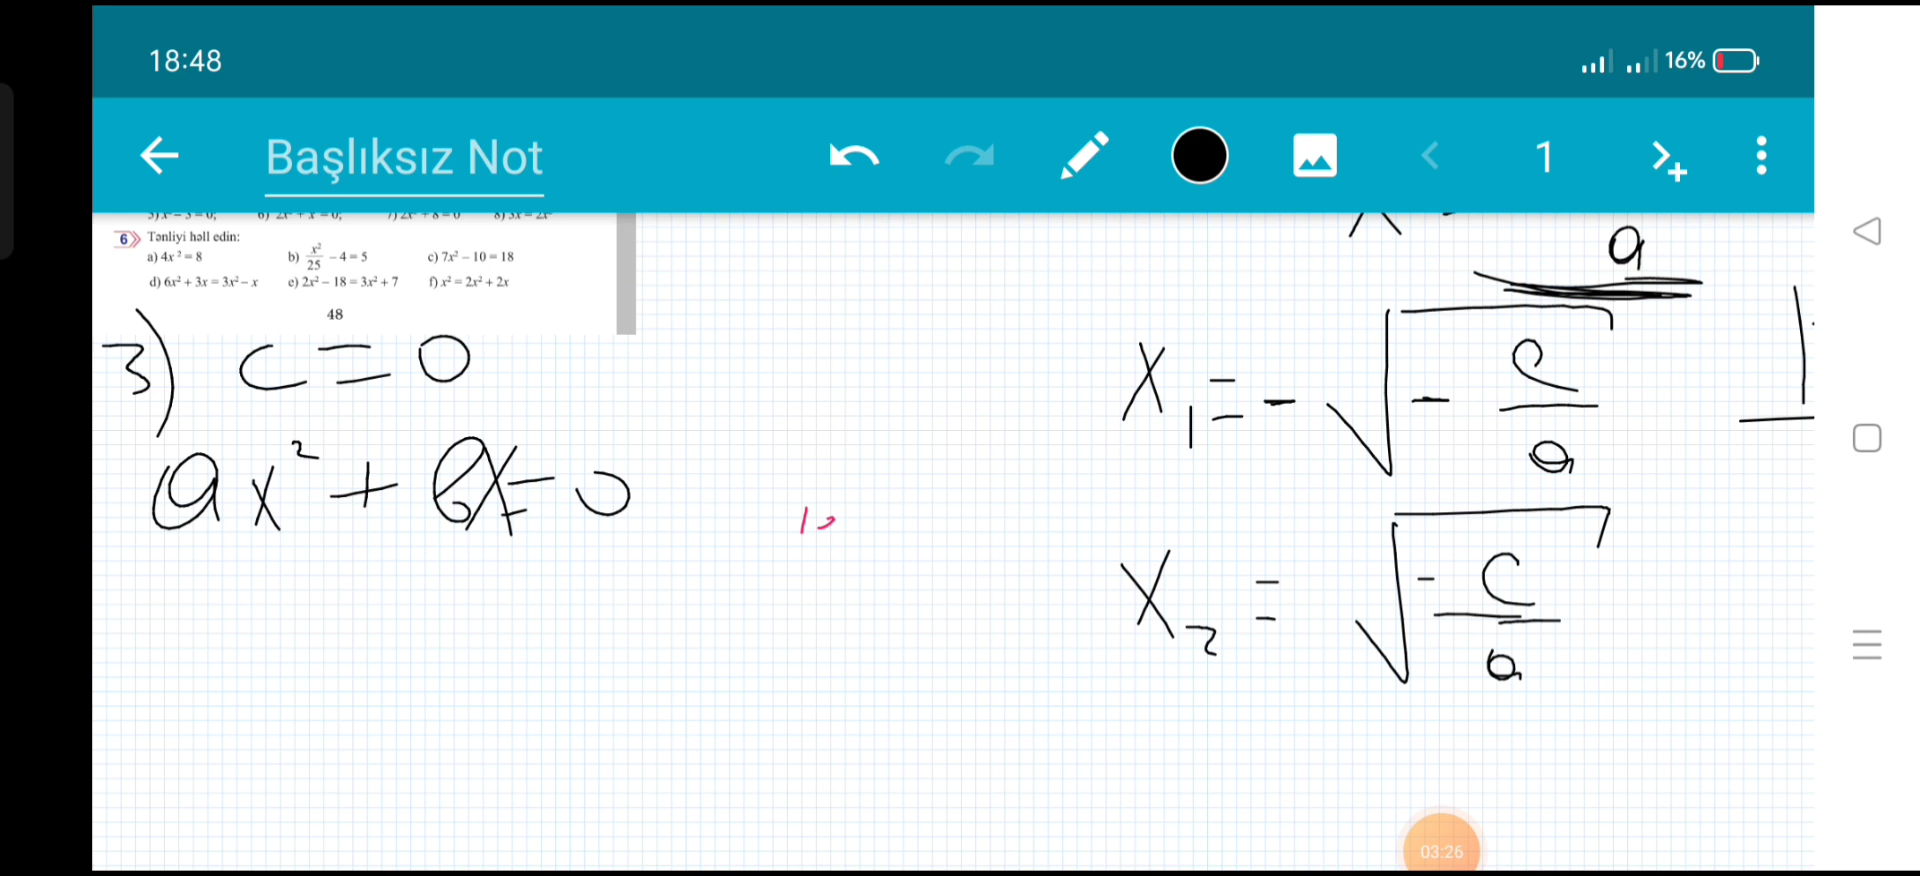 18:48
16%
Başlıksız Not
1
6 Tənliyi həll edin:
a) 4x² = 8 b) x²/25 – 4 = 5 c) 7x² – 10 = 18
d) 6x² + 3x = 3x² – x e) 2x² – 18 = 3x² + 7 f) x² = 2x² + 2x
48
a
3) c = 0
x₁ = - √(- c/a)
ax² + bx = 0
x₂ = √(- c/a)
03:26